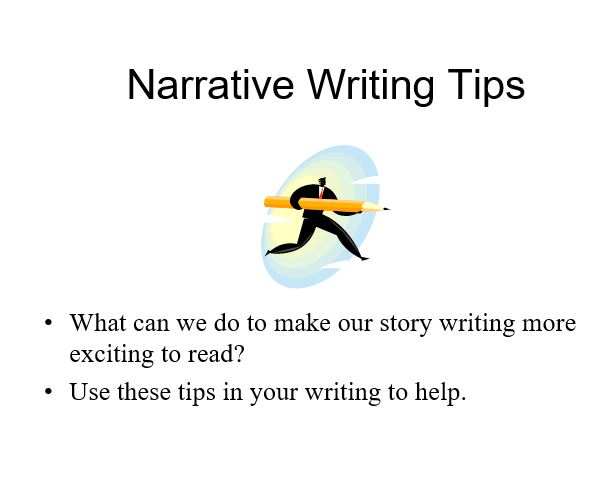 Narrative Writing Tips
• What can we do to make our story writing more
exciting to read?
• Use these tips in your writing to help.